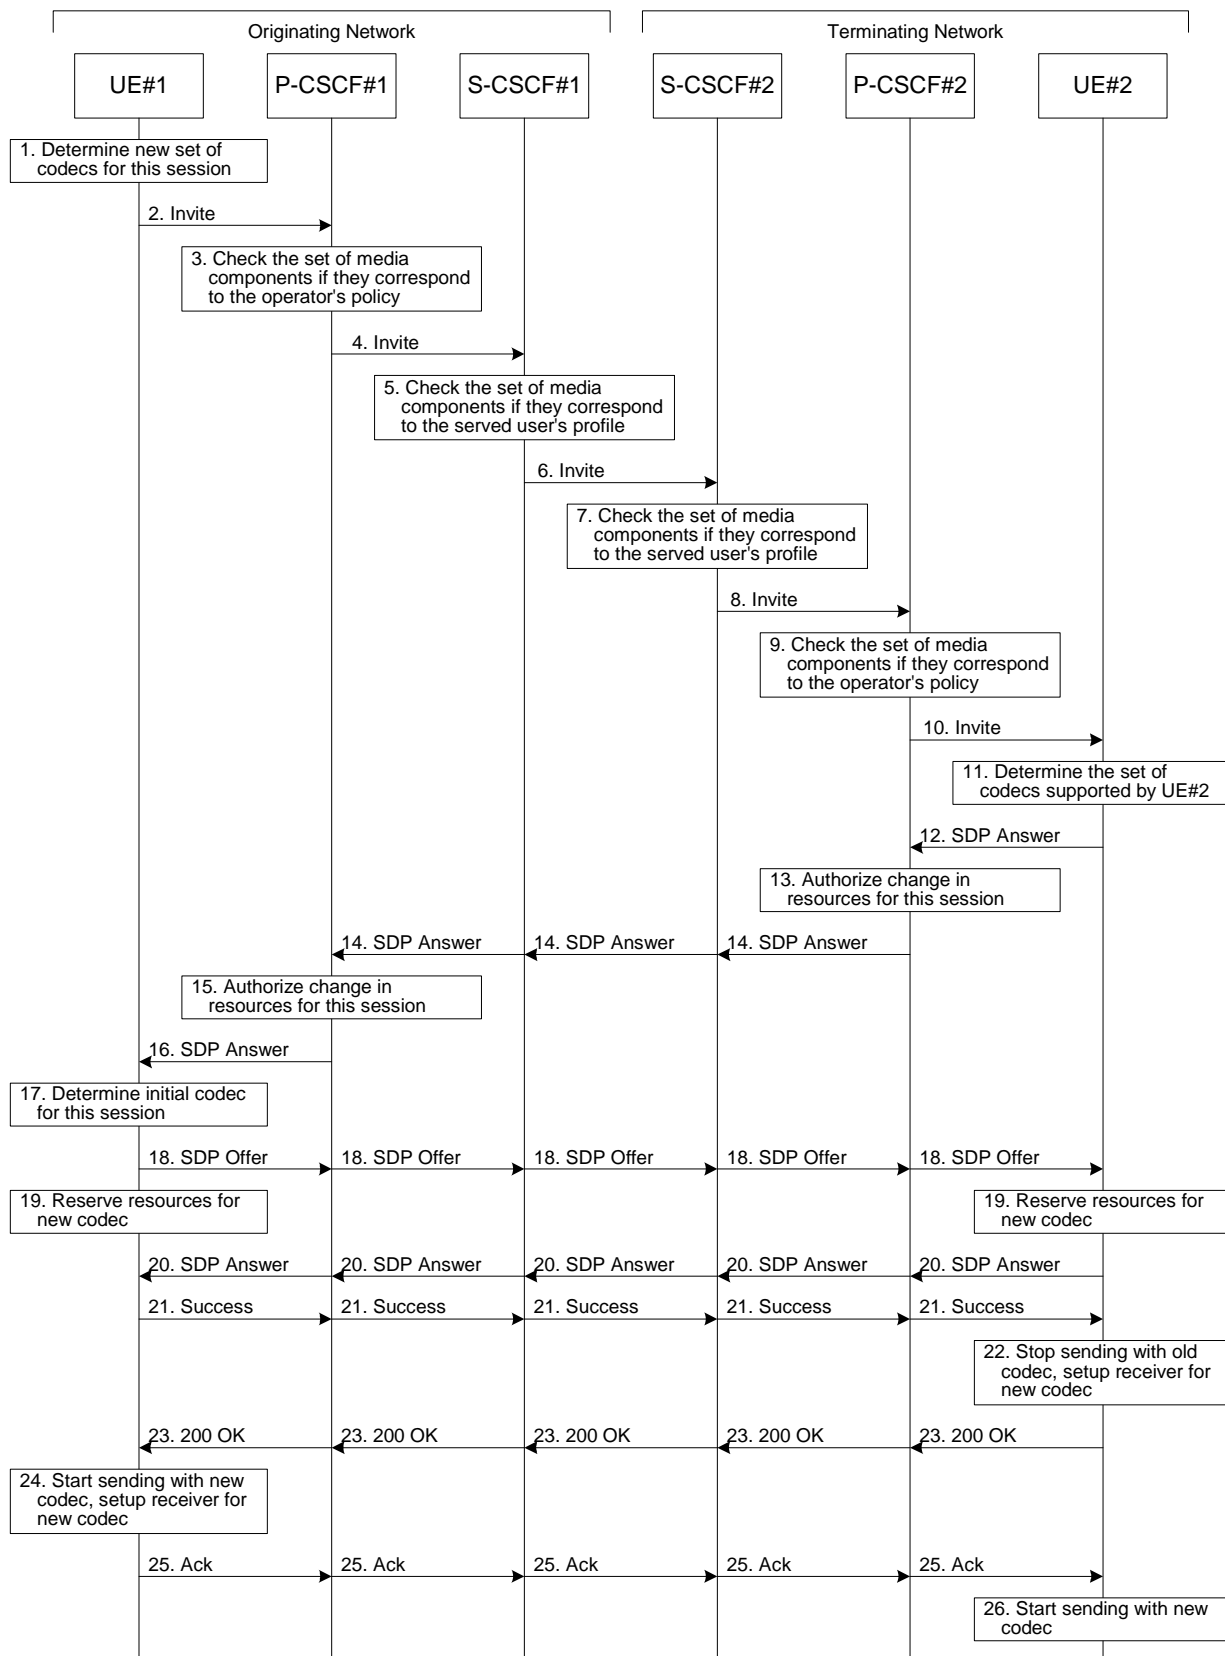 Originating Network
Terminating Network
UE#1
P-CSCF#1
S-CSCF#1
S-CSCF#2
P-CSCF#2
UE#2
1. Determine new set of
codecs for this session
2. Invite
3. Check the set of media
components if they correspond
to the operator's policy
4. Invite
5. Check the set of media
components if they correspond
to the served user's profile
6. Invite
7. Check the set of media
components if they correspond
to the served user's profile
8. Invite
9. Check the set of media
components if they correspond
to the operator's policy
10. Invite
11. Determine the set of
codecs supported by UE#2
12. SDP Answer
13. Authorize change in
resources for this session
14. SDP Answer
14. SDP Answer
14. SDP Answer
15. Authorize change in
resources for this session
16. SDP Answer
17. Determine initial codec
for this session
18. SDP Offer
18. SDP Offer
18. SDP Offer
18. SDP Offer
18. SDP Offer
19. Reserve resources for
new codec
19. Reserve resources for
new codec
20. SDP Answer
20. SDP Answer
20. SDP Answer
20. SDP Answer
20. SDP Answer
21. Success
21. Success
21. Success
21. Success
21. Success
22. Stop sending with old
codec, setup receiver for
new codec
23. 200 OK
23. 200 OK
23. 200 OK
23. 200 OK
23. 200 OK
24. Start sending with new
codec, setup receiver for
new codec
25. Ack
25. Ack
25. Ack
25. Ack
25. Ack
26. Start sending with new
codec